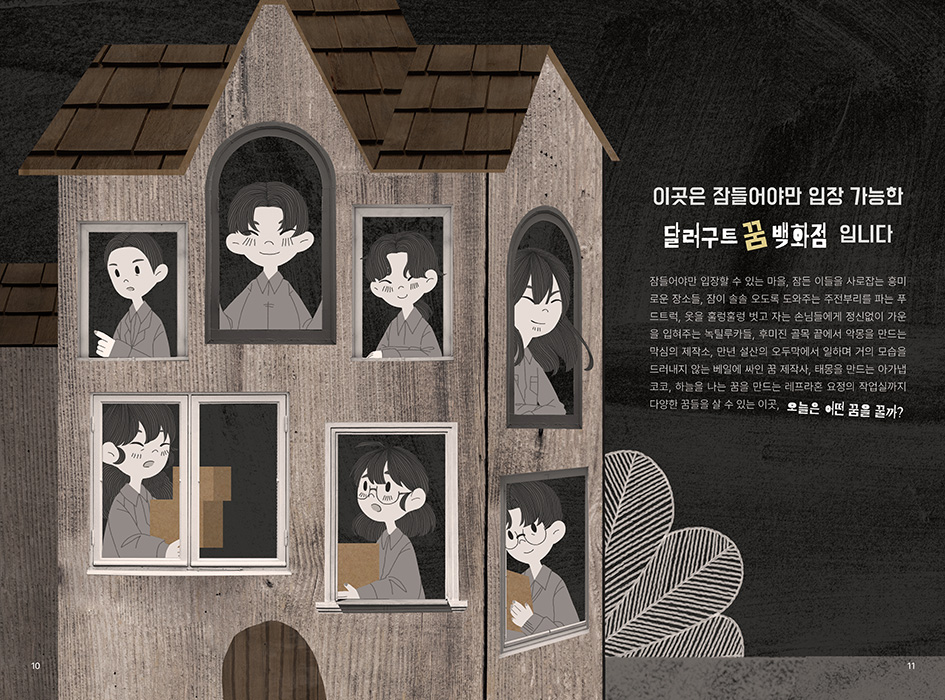 이곳은 잠들어야만 입장 가능한
달러구트 꿈 백화점 입니다
잠들어야만 입장할 수 있는 마을, 잠든 이들을 사로잡는 흥미
로운 장소들, 잠이 솔솔 오도록 도와주는 주전부리를 파는 푸
드트럭, 옷을 훌렁훌렁 벗고 자는 손님들에게 정신없이 가운
을 입혀주는 녹틸루카들, 후미진 골목 끝에서 악몽을 만드는
막심의 제작소, 만년 설산의 오두막에서 일하며 거의 모습을
드러내지 않는 베일에 싸인 꿈 제작사, 태몽을 만드는 아가냅
코코, 하늘을 나는 꿈을 만드는 레프라혼 요정의 작업실까지
다양한 꿈들을 살 수 있는 이곳, 오늘은 어떤 꿈을 꿀까?
10
11